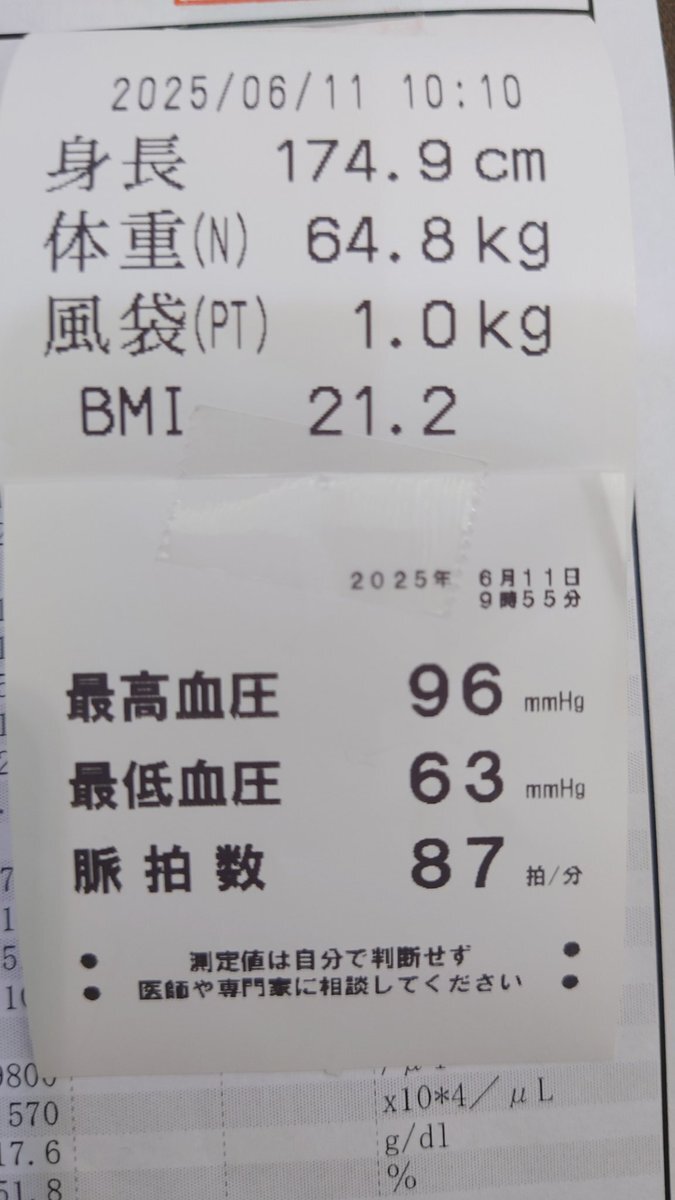 2025/06/11 10:10
身長 174.9cm
体重(N) 64.8kg
風袋(PT) 1.0kg
BMI 21.2
2025年 6月11日
9時55分
最高血圧 96 mmHg
最低血圧 63 mmHg
脈拍数 87 拍/分
測定値は自分で判断せず
医師や専門家に相談してください
570 x10*4/μL
17.6 g/dl
51.8 %